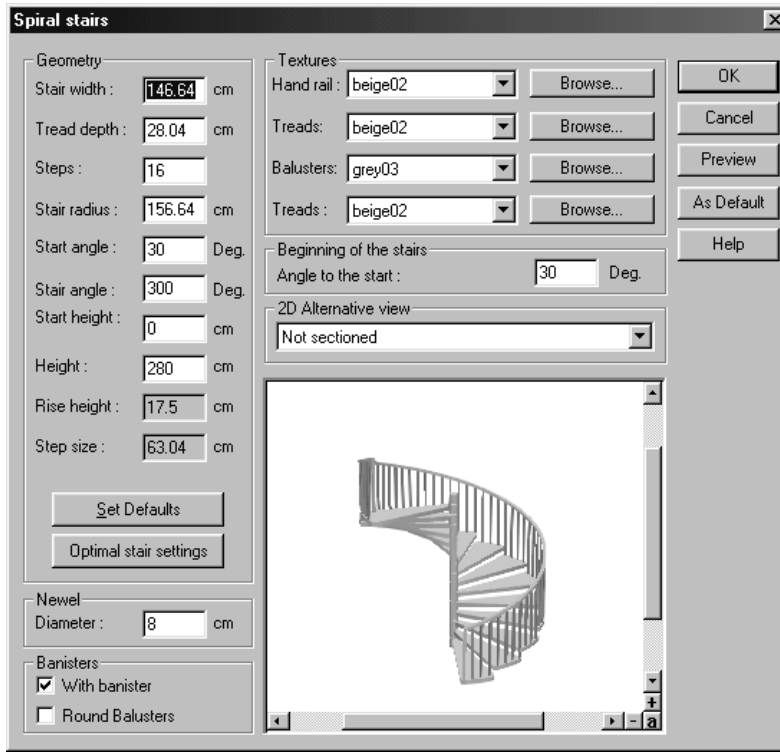 Spiral stairs
Geometry
Stair width : 146.64 cm
Tread depth : 28.04 cm
Steps : 16
Stair radius : 156.64 cm
Start angle : 30 Deg.
Stair angle : 300 Deg.
Start height : 0 cm
Height : 280 cm
Rise height : 17.5 cm
Step size : 63.04 cm
Set Defaults
Optimal stair settings
Newel
Diameter : 8 cm
Banisters
With banister
Round Balusters
Textures
Hand rail : beige02 Browse...
Treads: beige02 Browse...
Balusters: grey03 Browse...
Treads : beige02 Browse...
Beginning of the stairs
Angle to the start : 30 Deg.
2D Alternative view
Not sectioned
+
- a
OK
Cancel
Preview
As Default
Help